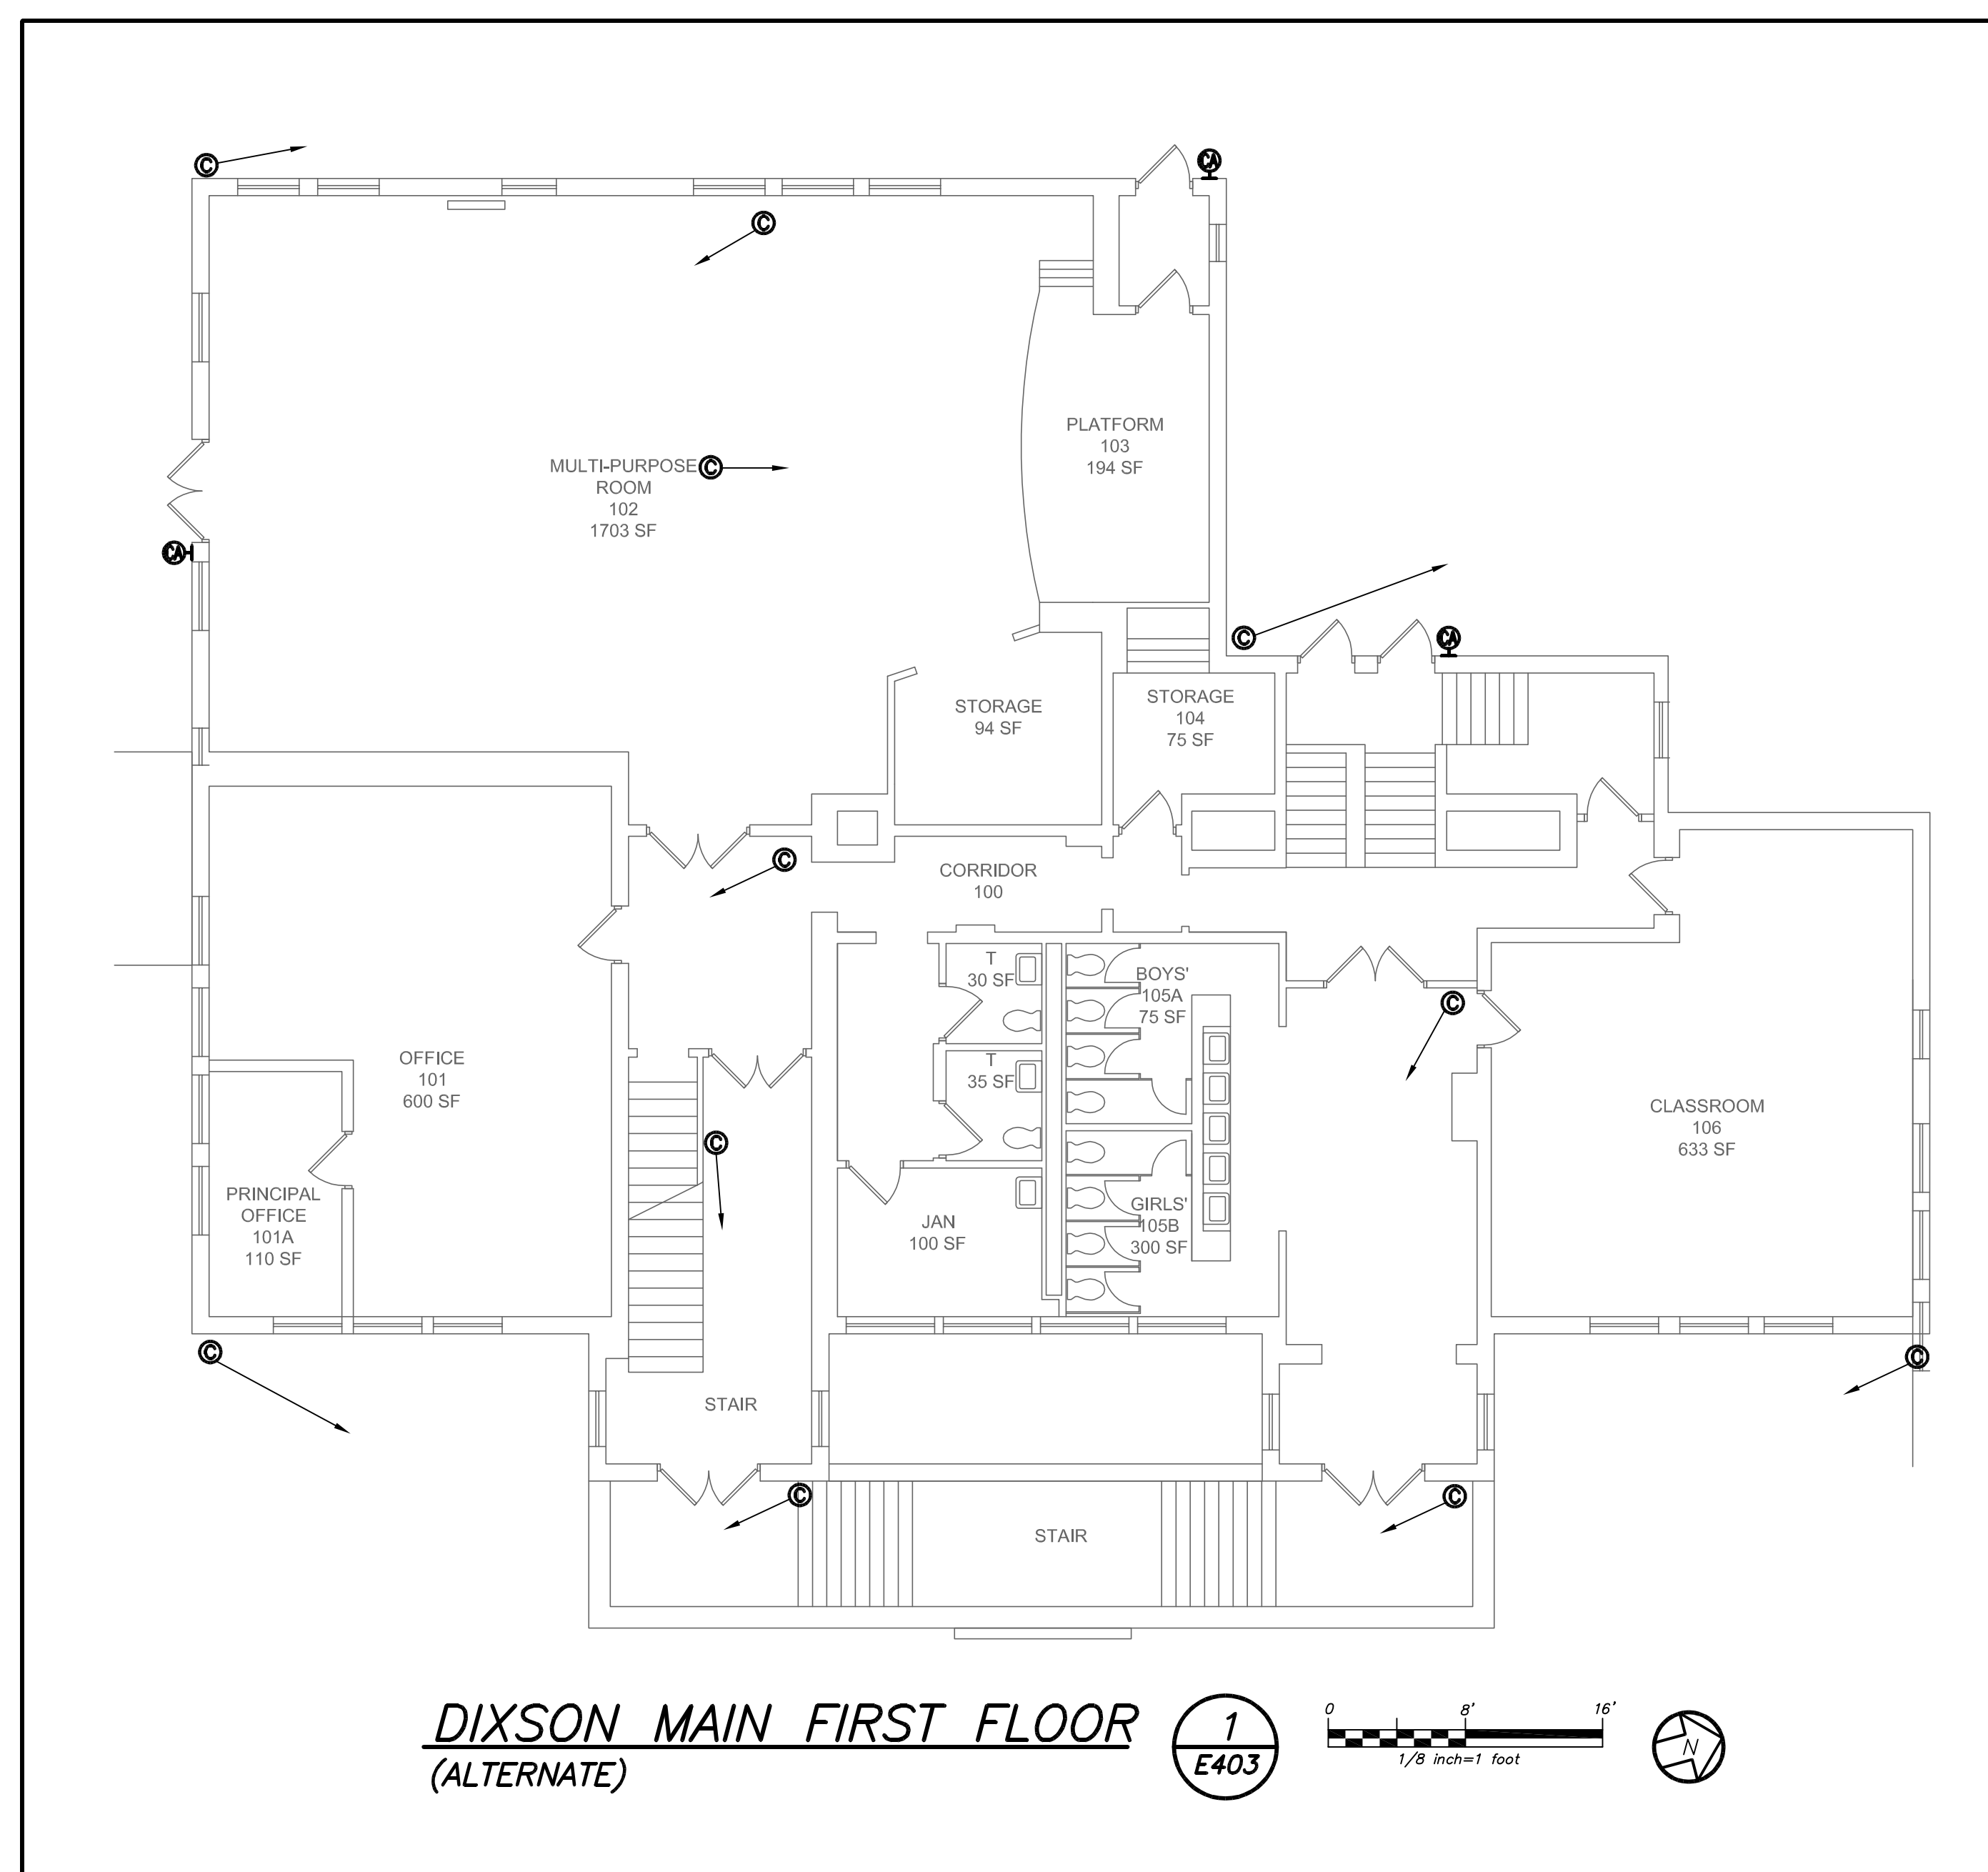 C
CA
C
PLATFORM
103
194 SF
MULTI-PURPOSE
ROOM
102
1703 SF
C
CA
C
CA
STORAGE
94 SF
STORAGE
104
75 SF
C
CORRIDOR
100
T
30 SF
BOYS'
105A
75 SF
C
OFFICE
101
600 SF
T
35 SF
CLASSROOM
106
633 SF
C
PRINCIPAL
OFFICE
101A
110 SF
JAN
100 SF
GIRLS'
105B
300 SF
C
C
STAIR
C
C
STAIR
DIXSON MAIN FIRST FLOOR
(ALTERNATE)
1
E403
0 8' 16'
1/8 inch=1 foot
N